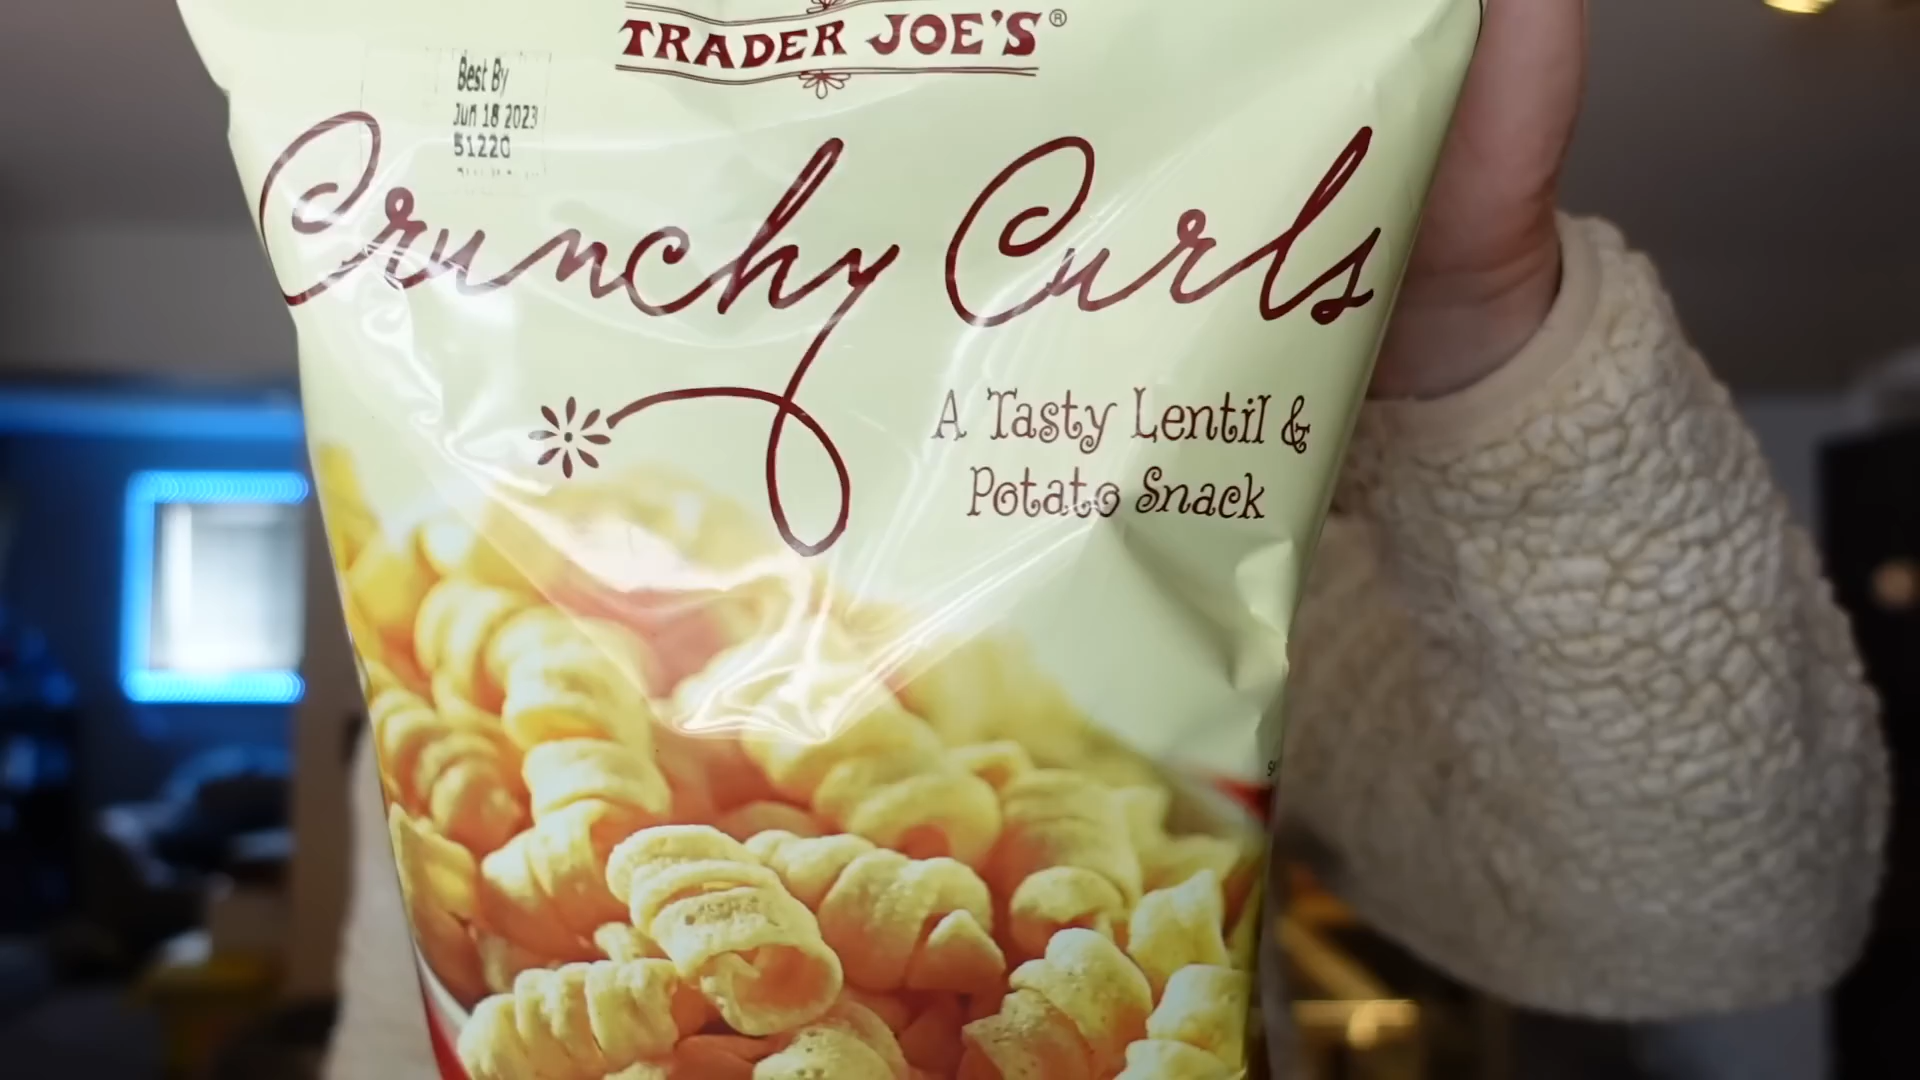 TRADER JOE'S®
Best By
Jun 18 2023
51220
Crunchy Curls
A Tasty Lentil &
Potato Snack